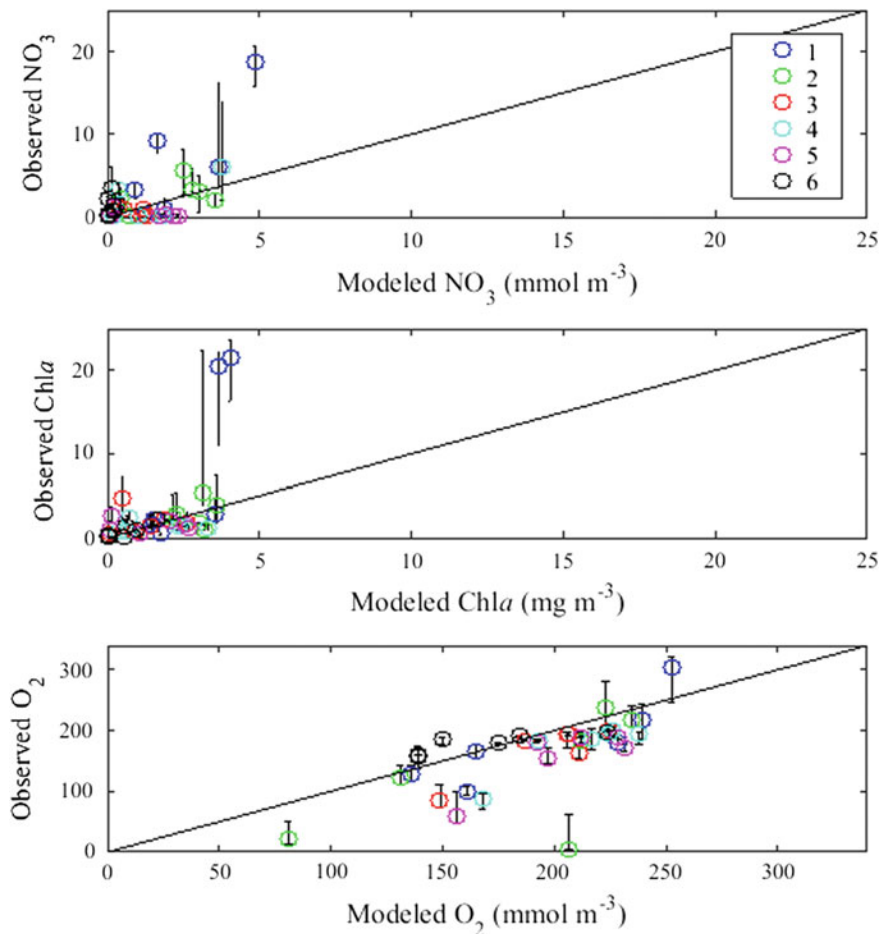 Observed NO₃
20
10
0
1
2
3
4
5
6
0 5 10 15 20 25
Modeled NO₃ (mmol m⁻³)
Observed Chla
20
10
0
0 5 10 15 20 25
Modeled Chla (mg m⁻³)
Observed O₂
300
200
100
0
0 50 100 150 200 250 300
Modeled O₂ (mmol m⁻³)